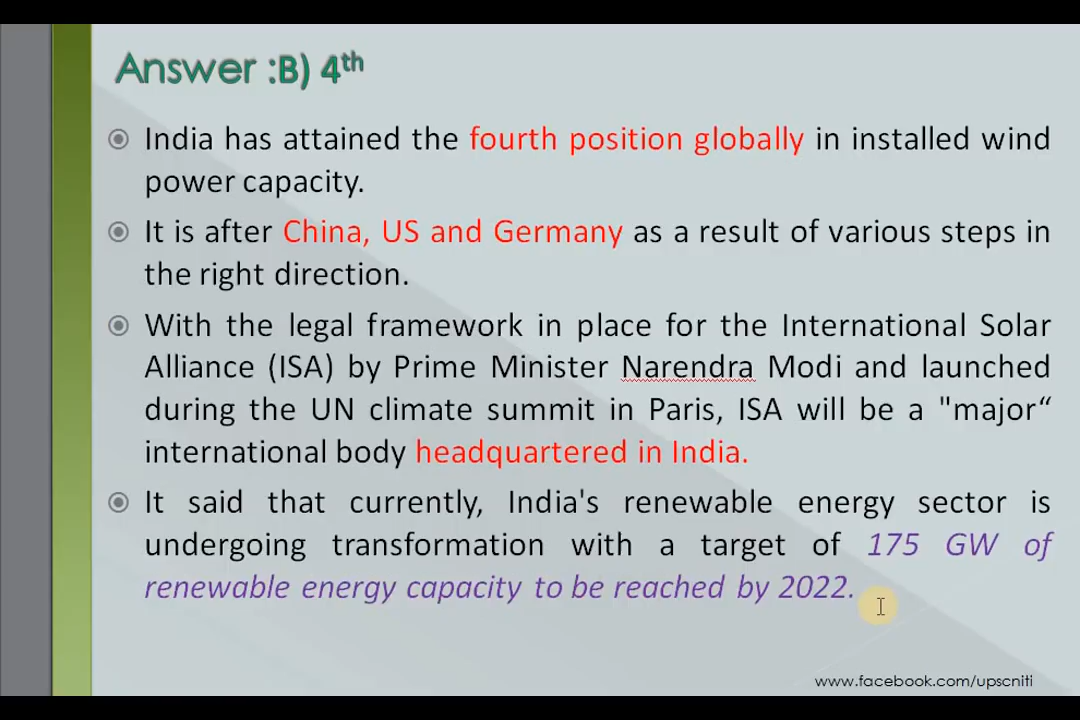 Answer :B) 4th
India has attained the fourth position globally in installed wind
power capacity.
It is after China, US and Germany as a result of various steps in
the right direction.
With the legal framework in place for the International Solar
Alliance (ISA) by Prime Minister Narendra Modi and launched
during the UN climate summit in Paris, ISA will be a "major“
international body headquartered in India.
It said that currently, India's renewable energy sector is
undergoing transformation with a target of 175 GW of
renewable energy capacity to be reached by 2022.
www.facebook.com/upscniti